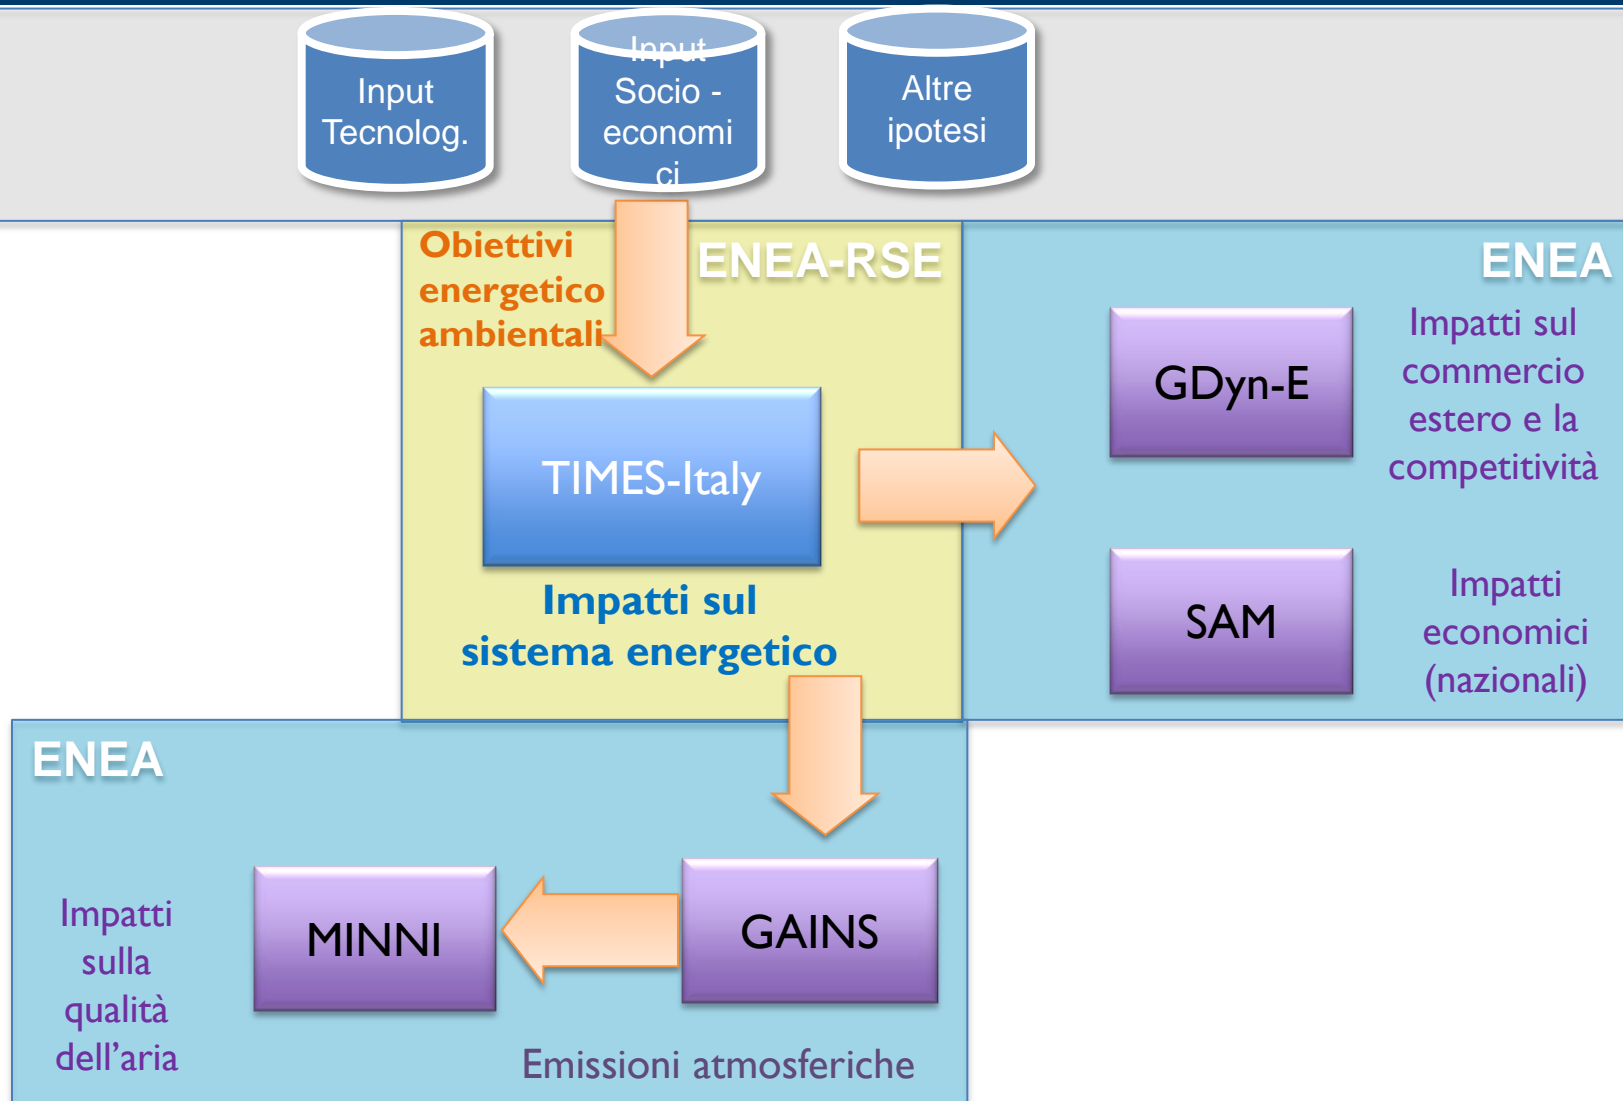 Input
Tecnolog.
Input
Socio -
economi
ci
Altre
ipotesi
Obiettivi
energetico
ambientali
ENEA-RSE
TIMES-Italy
Impatti sul
sistema energetico
ENEA
GDyn-E
Impatti sul
commercio
estero e la
competitività
SAM
Impatti
economici
(nazionali)
ENEA
Impatti
sulla
qualità
dell’aria
MINNI
GAINS
Emissioni atmosferiche